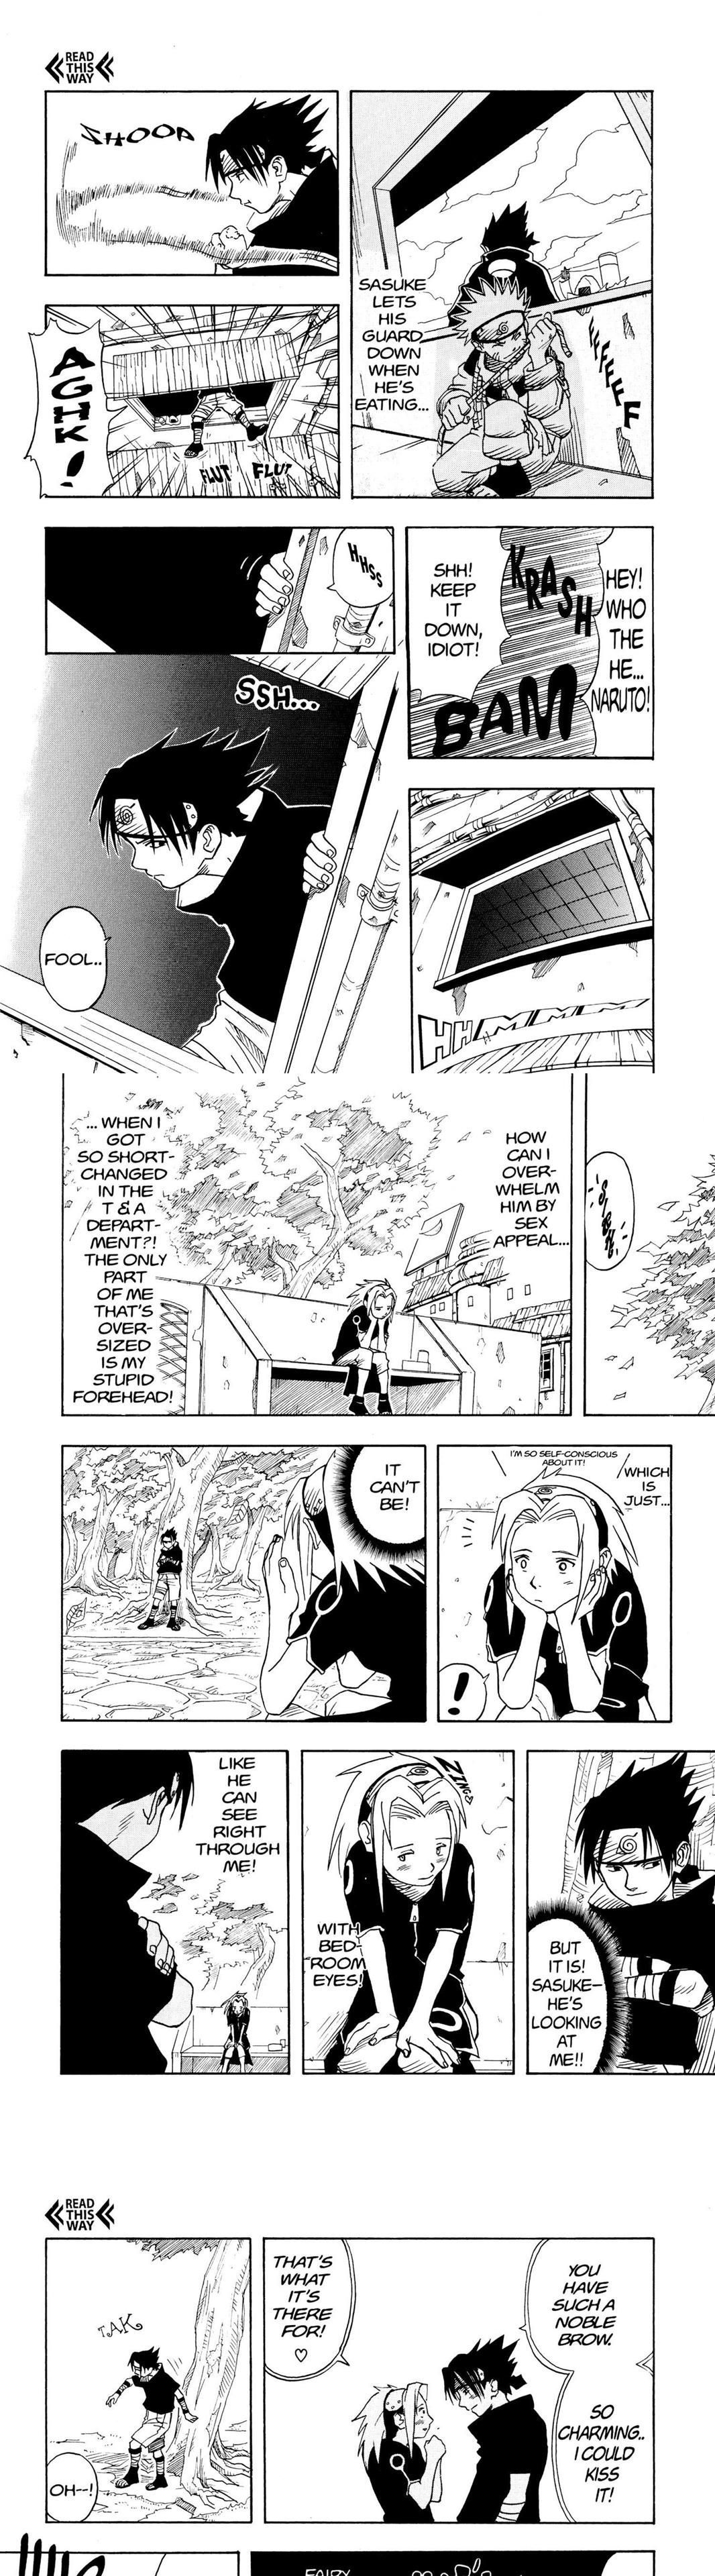 READ
THIS
WAY
SASUKE
LETS
HIS
GUARD
DOWN
WHEN
HE'S
EATING...
FFFFFF
SHOOP
AGHK!
FLUT FLUT
HEY!
WHO
THE
HE...
NARUTO!
KRASH
BAM
SHH!
KEEP
IT
DOWN,
IDIOT!
HHMMMM
HHSS
SSH...
FOOL..
HOW
CAN I
OVER-
WHELM
HIM BY
SEX
APPEAL...
... WHEN I
GOT
SO SHORT-
CHANGED
IN THE
T & A
DEPART-
MENT?!
THE ONLY
PART
OF ME
THAT'S
OVER-
SIZED
IS MY
STUPID
FOREHEAD!
WHICH
IS
JUST...
I'M SO SELF-CONSCIOUS
ABOUT IT!
!
IT
CAN'T
BE!
BUT
IT IS!
SASUKE—
HE'S
LOOKING
AT
ME!!
ZING
WITH
BED-
ROOM
EYES!
LIKE
HE
CAN
SEE
RIGHT
THROUGH
ME!
READ
THIS
WAY
YOU
HAVE
SUCH A
NOBLE
BROW.
SO
CHARMING..
I COULD
KISS
IT!
THAT'S
WHAT
IT'S
THERE
FOR!
♡
TAK
OH--!
FAIRY